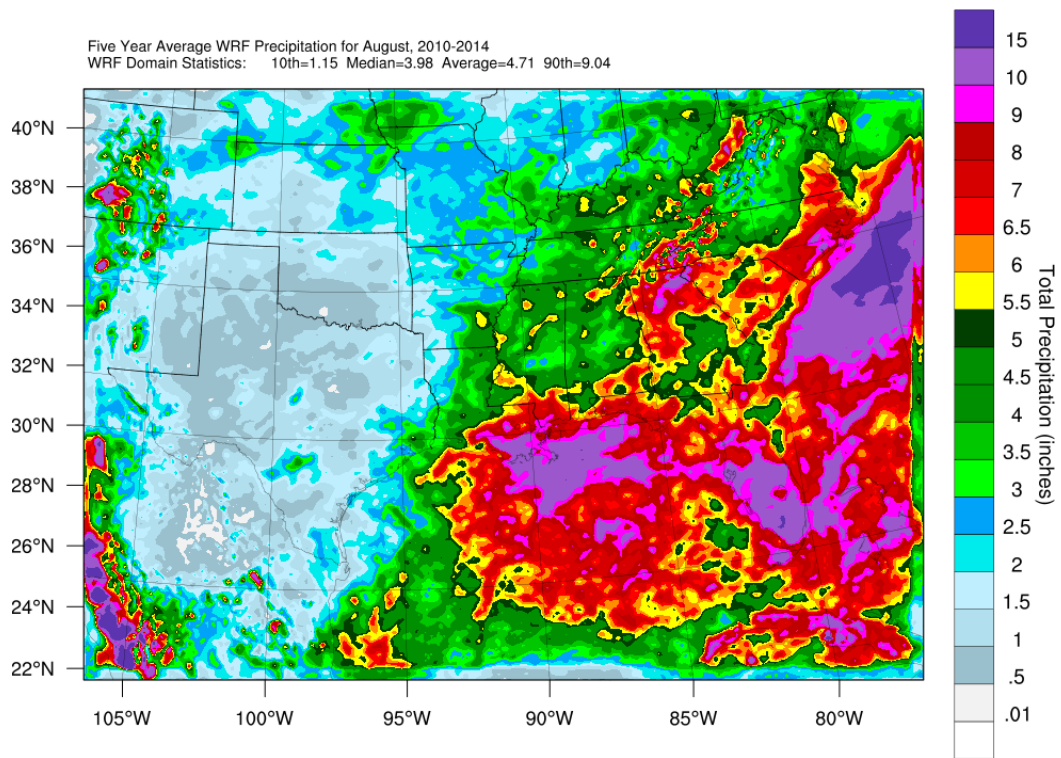 Five Year Average WRF Precipitation for August, 2010-2014
WRF Domain Statistics: 10th=1.15 Median=3.98 Average=4.71 90th=9.04
40°N
38°N
36°N
34°N
32°N
30°N
28°N
26°N
24°N
22°N
105°W
100°W
95°W
90°W
85°W
80°W
15
10
9
8
7
6.5
6
5.5
5
4.5
4
3.5
3
2.5
2
1.5
1
.5
.01
Total Precipitation (inches)